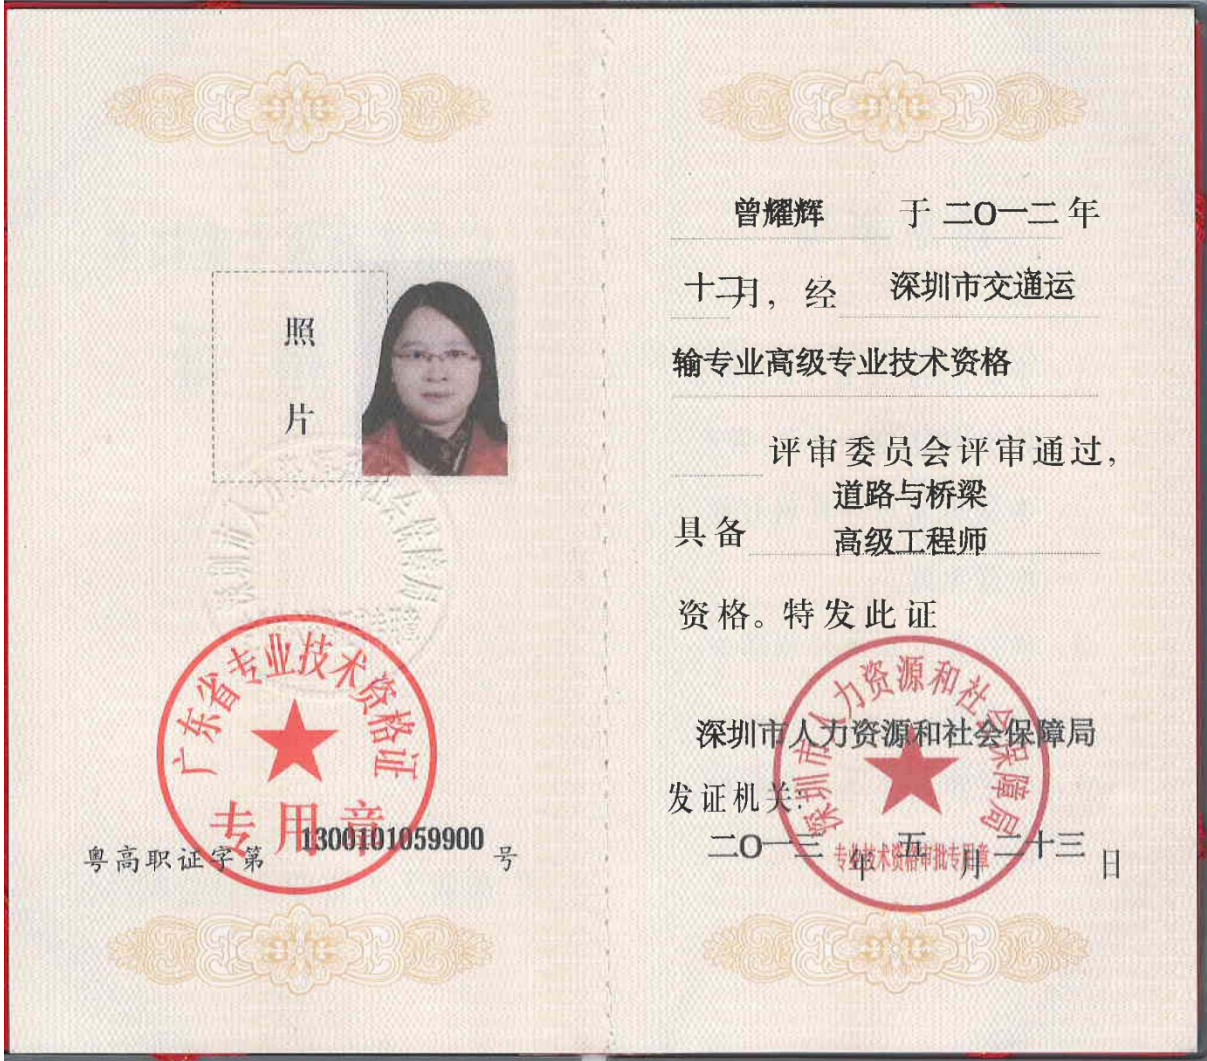 照
片
广东省专业技术资格证
专用章
粤高职证字第 1300101059900 号
曾耀辉 于 二〇一二 年
十二月，经 深圳市交通运
输专业高级专业技术资格
评审委员会评审通过，
道路与桥梁
具备 高级工程师
资格。特发此证
深圳市人力资源和社会保障局
深圳市人力资源和社会保障局
发证机关：
二〇一三 年 五 月 二十三 日
专业技术资格审批专用章